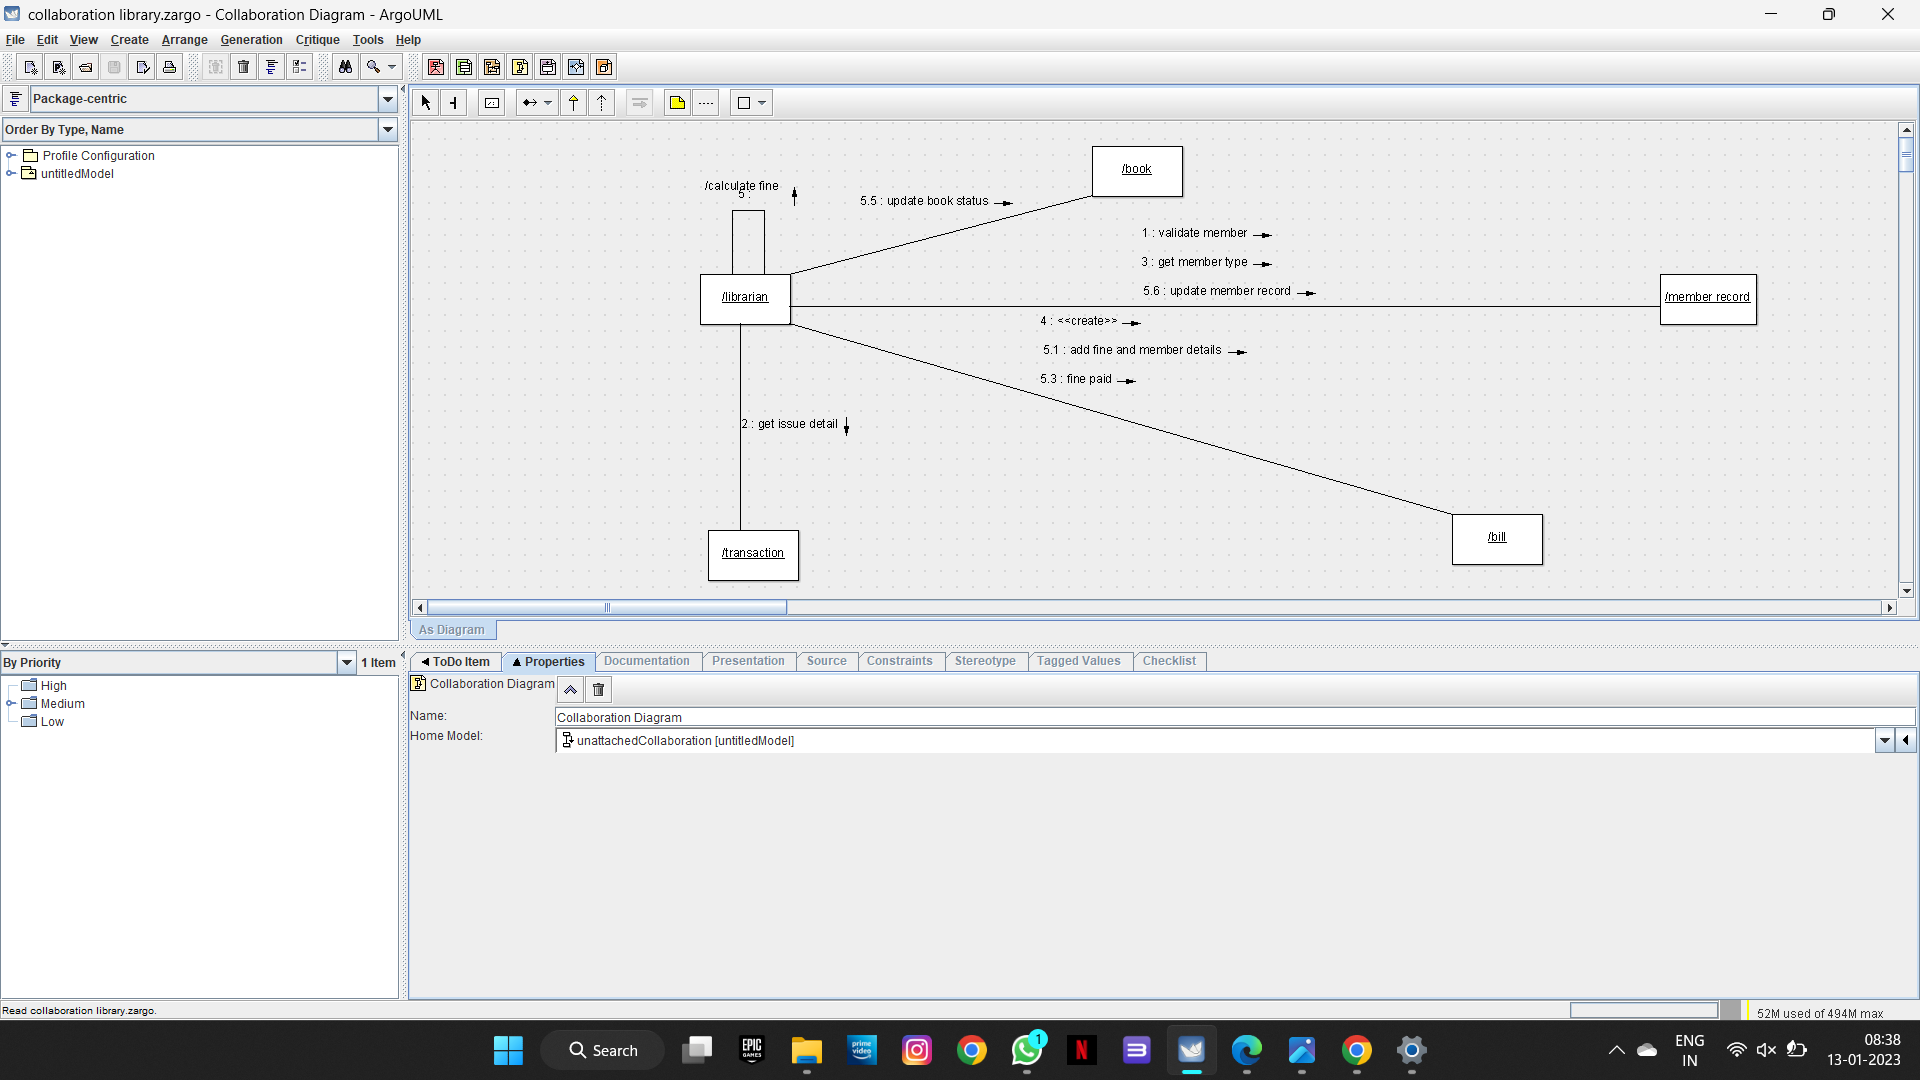 collaboration library.zargo - Collaboration Diagram - ArgoUML
File Edit View Create Arrange Generation Critique Tools Help
Package-centric
Order By Type, Name
Profile Configuration
untitledModel
/calculate fine
5 :
5.5 : update book status
/book
1 : validate member
3 : get member type
5.6 : update member record
/librarian
/member record
4 : <<create>>
5.1 : add fine and member details
5.3 : fine paid
2 : get issue detail
/transaction
/bill
As Diagram
By Priority
1 Item
High
Medium
Low
ToDo Item Properties Documentation Presentation Source Constraints Stereotype Tagged Values Checklist
Collaboration Diagram
Name: Collaboration Diagram
Home Model: unattachedCollaboration [untitledModel]
Read collaboration library.zargo.
52M used of 494M max
Search
EPIC GAMES
prime video
1
N
B
ENG
IN
08:38
13-01-2023